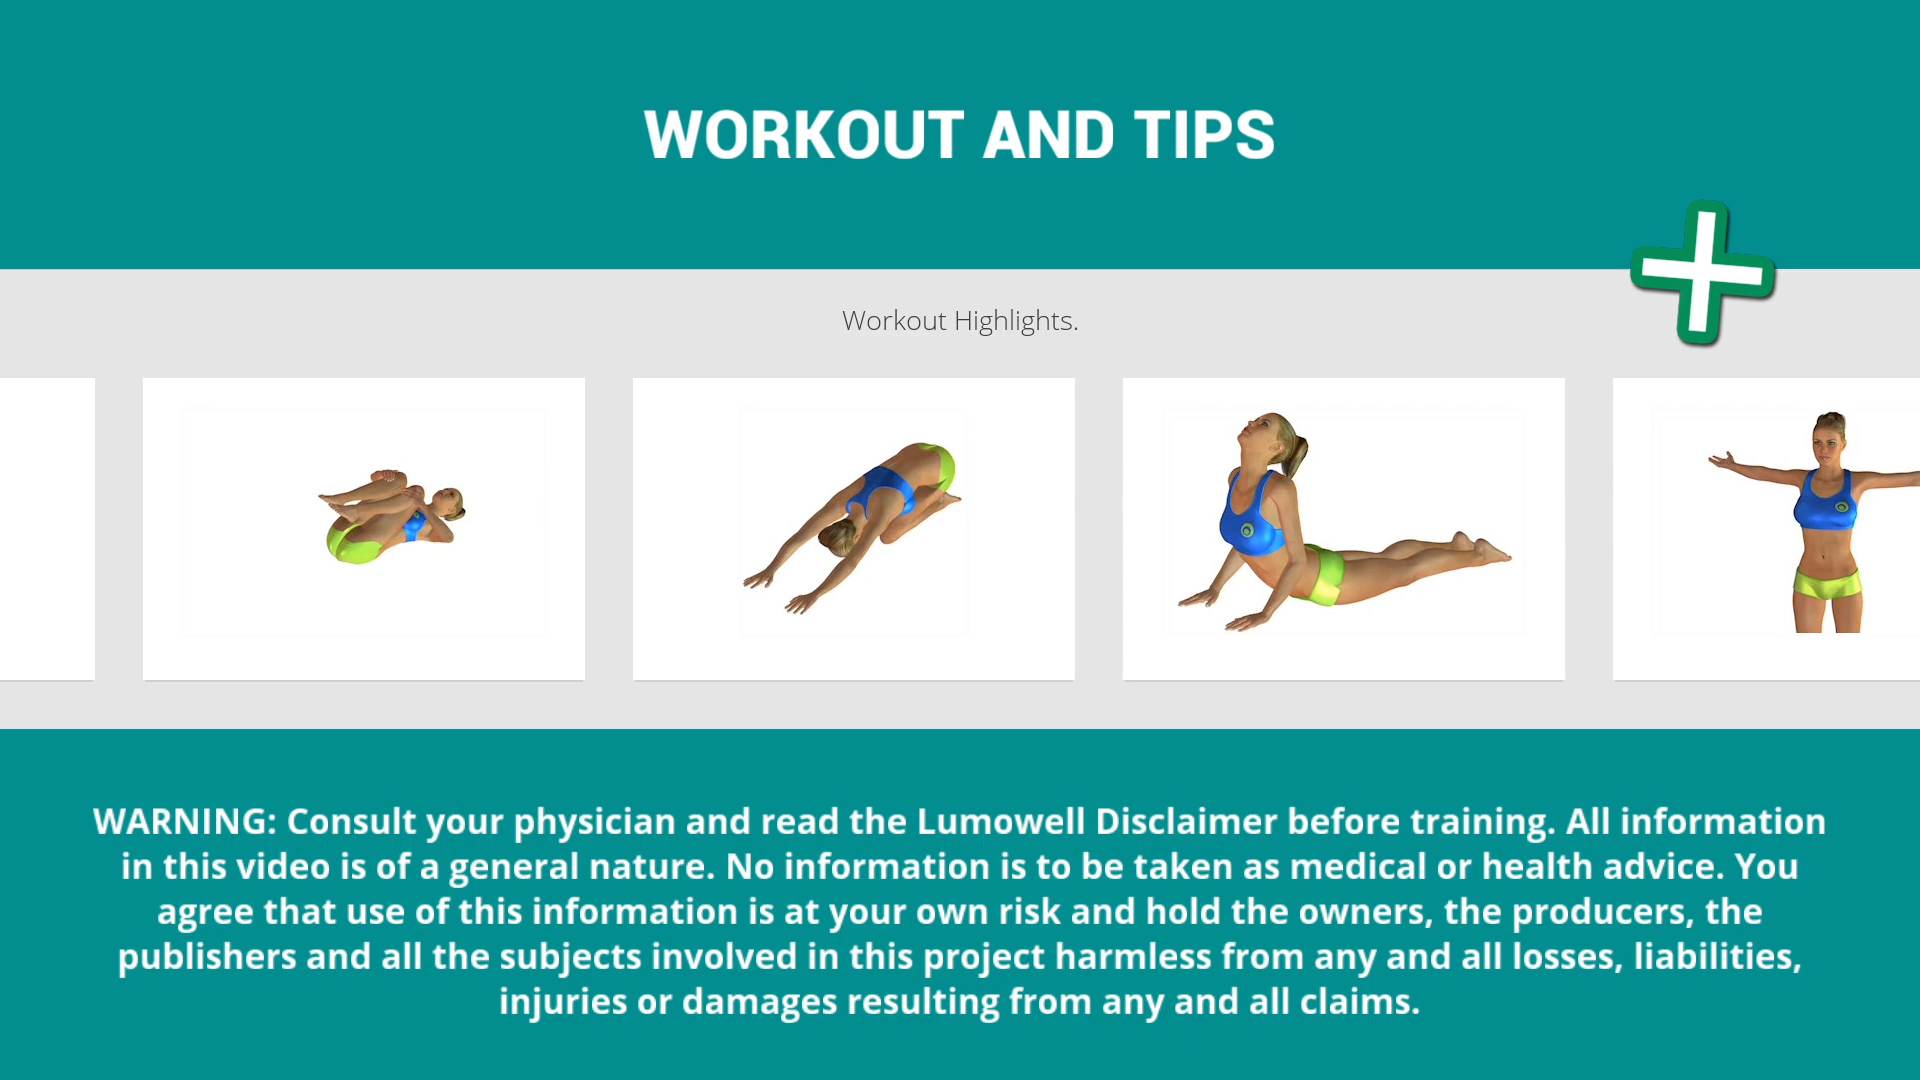 WORKOUT AND TIPS
Workout Highlights.
WARNING: Consult your physician and read the Lumowell Disclaimer before training. All information
in this video is of a general nature. No information is to be taken as medical or health advice. You
agree that use of this information is at your own risk and hold the owners, the producers, the
publishers and all the subjects involved in this project harmless from any and all losses, liabilities,
injuries or damages resulting from any and all claims.